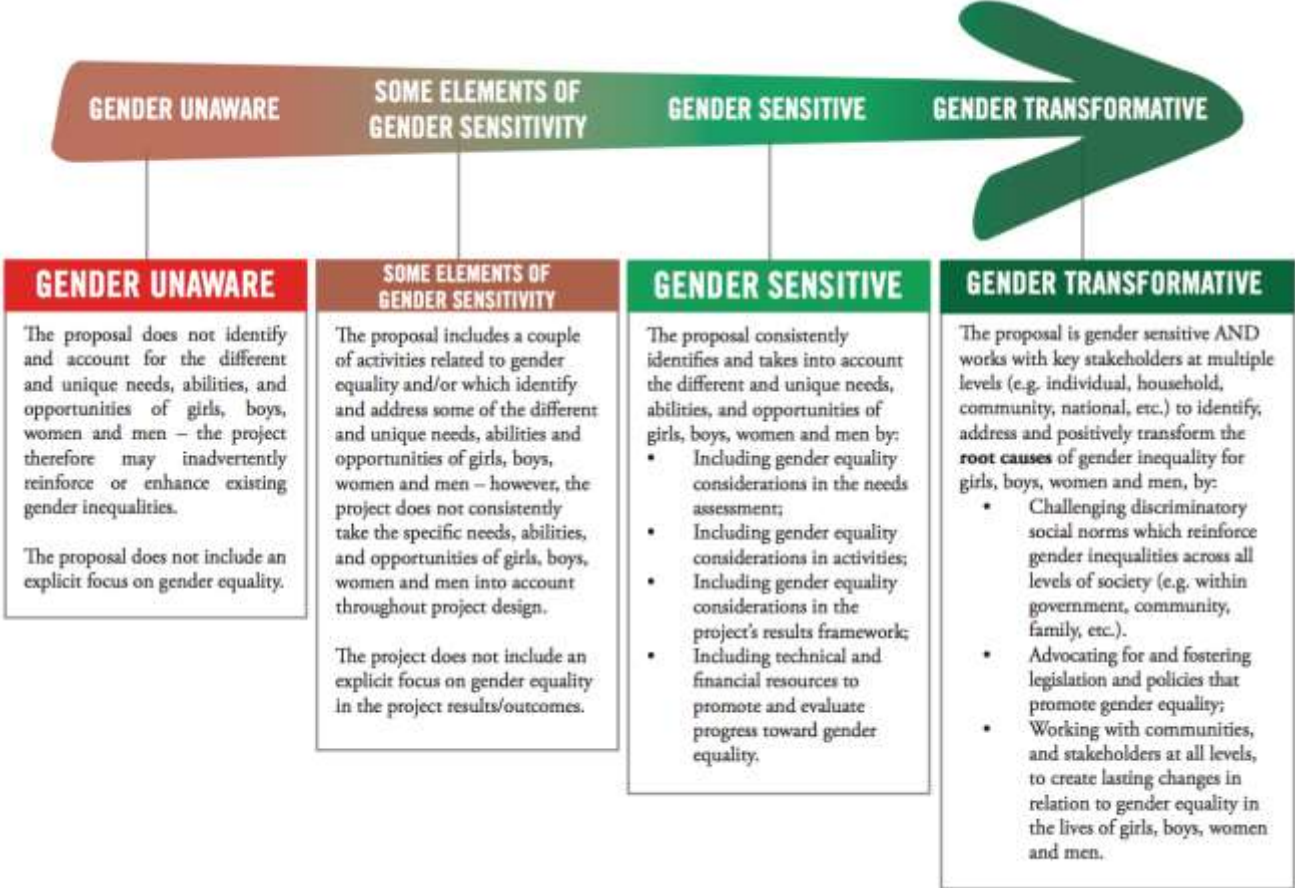 GENDER UNAWARE
SOME ELEMENTS OF
GENDER SENSITIVITY
GENDER SENSITIVE
GENDER TRANSFORMATIVE
GENDER UNAWARE
The proposal does not identify
and account for the different
and unique needs, abilities, and
opportunities of girls, boys,
women and men – the project
therefore may inadvertently
reinforce or enhance existing
gender inequalities.
The proposal does not include an
explicit focus on gender equality.
SOME ELEMENTS OF
GENDER SENSITIVITY
The proposal includes a couple
of activities related to gender
equality and/or which identify
and address some of the different
and unique needs, abilities and
opportunities of girls, boys,
women and men – however, the
project does not consistently
take the specific needs, abilities,
and opportunities of girls, boys,
women and men into account
throughout project design.
The project does not include an
explicit focus on gender equality
in the project results/outcomes.
GENDER SENSITIVE
The proposal consistently
identifies and takes into account
the different and unique needs,
abilities, and opportunities of
girls, boys, women and men by:
• Including gender equality
considerations in the needs
assessment;
• Including gender equality
considerations in activities;
• Including gender equality
considerations in the
project's results framework;
• Including technical and
financial resources to
promote and evaluate
progress toward gender
equality.
GENDER TRANSFORMATIVE
The proposal is gender sensitive AND
works with key stakeholders at multiple
levels (e.g. individual, household,
community, national, etc.) to identify,
address and positively transform the
root causes of gender inequality for
girls, boys, women and men, by:
• Challenging discriminatory
social norms which reinforce
gender inequalities across all
levels of society (e.g. within
government, community,
family, etc.).
• Advocating for and fostering
legislation and policies that
promote gender equality;
• Working with communities,
and stakeholders at all levels,
to create lasting changes in
relation to gender equality in
the lives of girls, boys, women
and men.